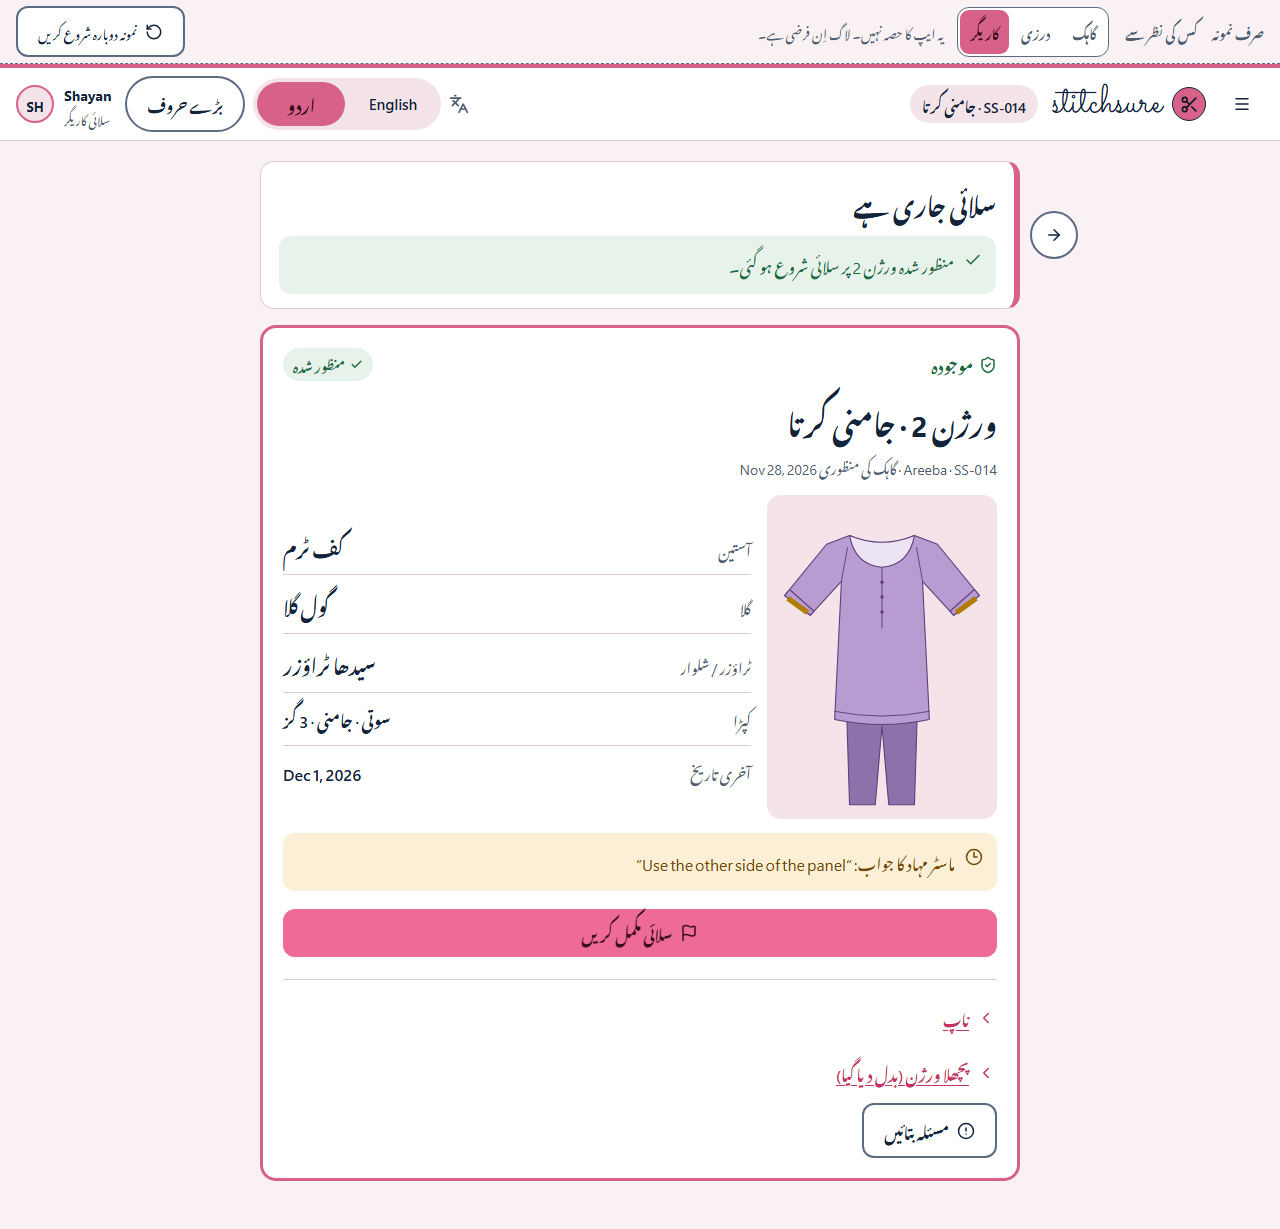 صرف نمونہ کس کی نظر سے گاہک درزی کاریگر یہ ایپ کا حصہ نہیں۔ لاگ اِن فرضی ہے۔ نمونہ دوبارہ شروع کریں
stitchsure SS-014 · جامنی کرتا English اردو بڑے حروف Shayan SH
سلائی کاریگر
سلائی جاری ہے
منظور شدہ ورژن 2 پر سلائی شروع ہو گئی۔
موجودہ منظور شدہ
ورژن 2 · جامنی کرتا
SS-014 · Areeba · گاہک کی منظوری Nov 28, 2026
آستین کف ٹرم
گلا گول گلا
ٹراؤزر / شلوار سیدھا ٹراؤزر
کپڑا سوتی · جامنی · 3 گز
آخری تاریخ Dec 1, 2026
ماسٹر مہاد کا جواب: “Use the other side of the panel”
سلائی مکمل کریں
ناپ
پچھلا ورژن (بدل دیا گیا)
مسئلہ بتائیں